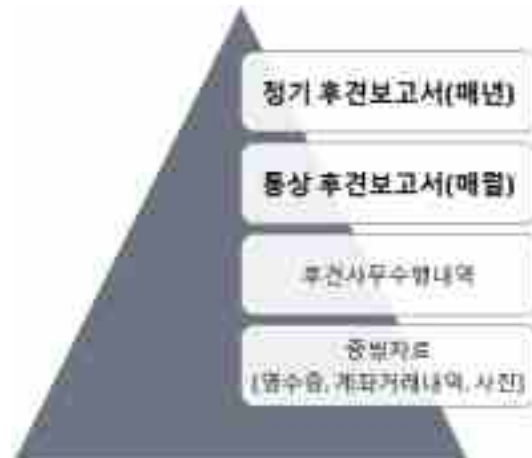 정기 후견보고서(매년)
통상 후견보고서(매월)
후견사무수행내역
증빙자료
(영수증, 계좌거래내역, 사진)